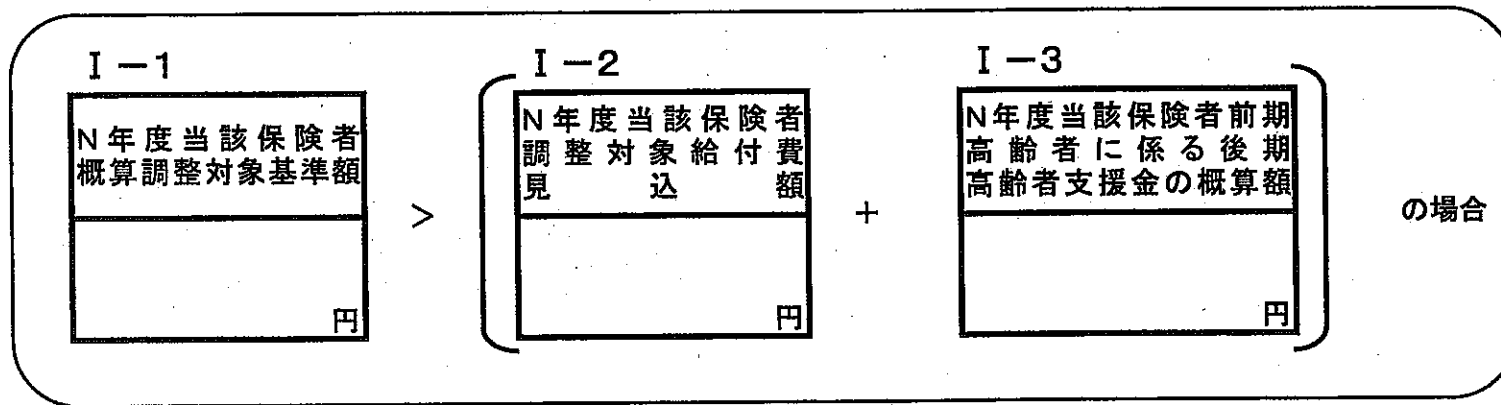 I－1
N年度当該保険者
概算調整対象基準額
円
＞
I－2
N年度当該保険者
調整対象給付費
見込額
円
＋
I－3
N年度当該保険者前期
高齢者に係る後期
高齢者支援金の概算額
円
の場合